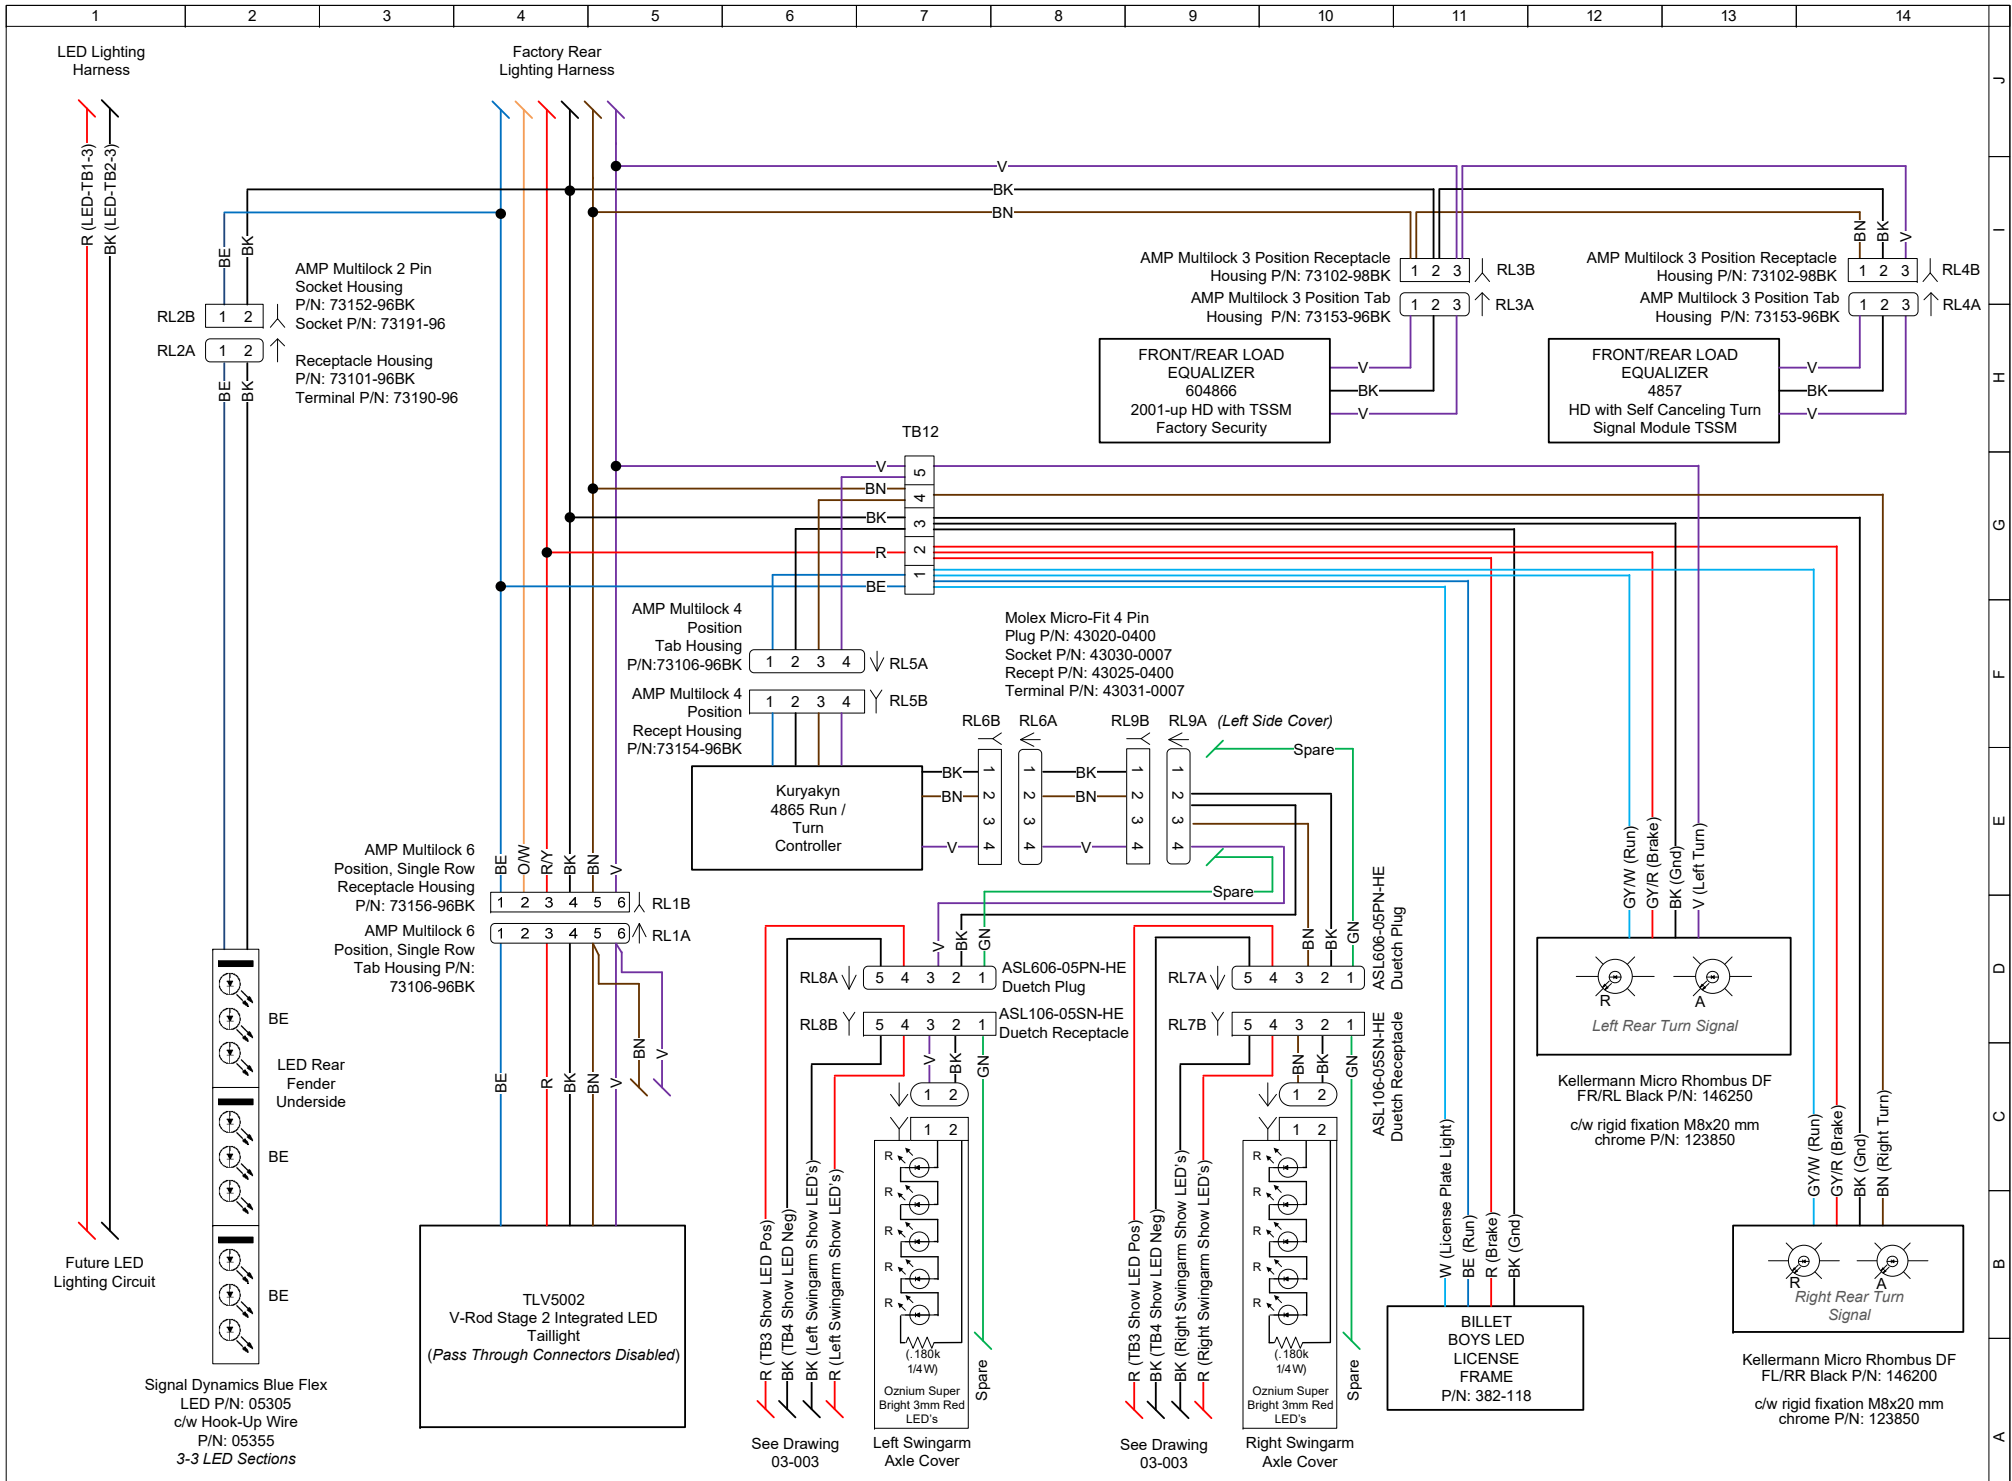 1 2 3 4 5 6 7 8 9 10 11 12 13 14
J
I
H
G
F
E
D
C
B
A
LED Lighting
Harness
R (LED-TB1-3)
BK (LED-TB2-3)
Future LED
Lighting Circuit
Factory Rear
Lighting Harness
V
BK
BN
BE
BK
RL2B
1 2
RL2A
1 2
BE
BK
AMP Multilock 2 Pin
Socket Housing
P/N: 73152-96BK
Socket P/N: 73191-96
Receptacle Housing
P/N: 73101-96BK
Terminal P/N: 73190-96
AMP Multilock 3 Position Receptacle
Housing P/N: 73102-98BK
1 2 3
RL3B
AMP Multilock 3 Position Tab
Housing P/N: 73153-96BK
1 2 3
RL3A
FRONT/REAR LOAD
EQUALIZER
604866
2001-up HD with TSSM
Factory Security
V
BK
V
BN
BK
V
AMP Multilock 3 Position Receptacle
Housing P/N: 73102-98BK
1 2 3
RL4B
AMP Multilock 3 Position Tab
Housing P/N: 73153-96BK
1 2 3
RL4A
FRONT/REAR LOAD
EQUALIZER
4857
HD with Self Canceling Turn
Signal Module TSSM
V
BK
V
TB12
V
BN
BK
R
BE
5
4
3
2
1
AMP Multilock 4
Position
Tab Housing
P/N:73106-96BK
1 2 3 4
RL5A
AMP Multilock 4
Position
Recept Housing
P/N:73154-96BK
1 2 3 4
RL5B
Kuryakyn
4865 Run /
Turn
Controller
Molex Micro-Fit 4 Pin
Plug P/N: 43020-0400
Socket P/N: 43030-0007
Recept P/N: 43025-0400
Terminal P/N: 43031-0007
RL6B
RL6A
RL9B
RL9A
(Left Side Cover)
BK
BN
V
1 2 3 4
1 2 3 4
BK
BN
V
1 2 3 4
1 2 3 4
Spare
Spare
AMP Multilock 6
Position, Single Row
Receptacle Housing
P/N: 73156-96BK
BE
O/W
R/Y
BK
BN
V
1 2 3 4 5 6
RL1B
AMP Multilock 6
Position, Single Row
Tab Housing P/N:
73106-96BK
1 2 3 4 5 6
RL1A
BE
R
BK
BN
V
BN
V
TLV5002
V-Rod Stage 2 Integrated LED
Taillight
(Pass Through Connectors Disabled)
BE
BE
BE
LED Rear
Fender
Underside
Signal Dynamics Blue Flex
LED P/N: 05305
c/w Hook-Up Wire
P/N: 05355
3-3 LED Sections
V
BK
GN
RL8A
5 4 3 2 1
ASL606-05PN-HE
Duetch Plug
RL8B
5 4 3 2 1
ASL106-05SN-HE
Duetch Receptacle
V
BK
GN
1 2
1 2
R
R
R
R
R
(.180k
1/4W)
Oznium Super
Bright 3mm Red
LED's
Spare
R (TB3 Show LED Pos)
BK (TB4 Show LED Neg)
BK (Left Swingarm Show LED's)
R (Left Swingarm Show LED's)
See Drawing
03-003
Left Swingarm
Axle Cover
BN
BK
GN
RL7A
5 4 3 2 1
ASL606-05PN-HE
Duetch Plug
RL7B
5 4 3 2 1
ASL106-05SN-HE
Duetch Receptacle
BN
BK
GN
1 2
1 2
R
R
R
R
R
(.180k
1/4W)
Oznium Super
Bright 3mm Red
LED's
Spare
R (TB3 Show LED Pos)
BK (TB4 Show LED Neg)
BK (Right Swingarm Show LED's)
R (Right Swingarm Show LED's)
See Drawing
03-003
Right Swingarm
Axle Cover
W (License Plate Light)
BE (Run)
R (Brake)
BK (Gnd)
BILLET
BOYS LED
LICENSE
FRAME
P/N: 382-118
GY/W (Run)
GY/R (Brake)
BK (Gnd)
V (Left Turn)
R
A
Left Rear Turn Signal
Kellermann Micro Rhombus DF
FR/RL Black P/N: 146250
c/w rigid fixation M8x20 mm
chrome P/N: 123850
GY/W (Run)
GY/R (Brake)
BK (Gnd)
BN (Right Turn)
R
A
Right Rear Turn
Signal
Kellermann Micro Rhombus DF
FL/RR Black P/N: 146200
c/w rigid fixation M8x20 mm
chrome P/N: 123850